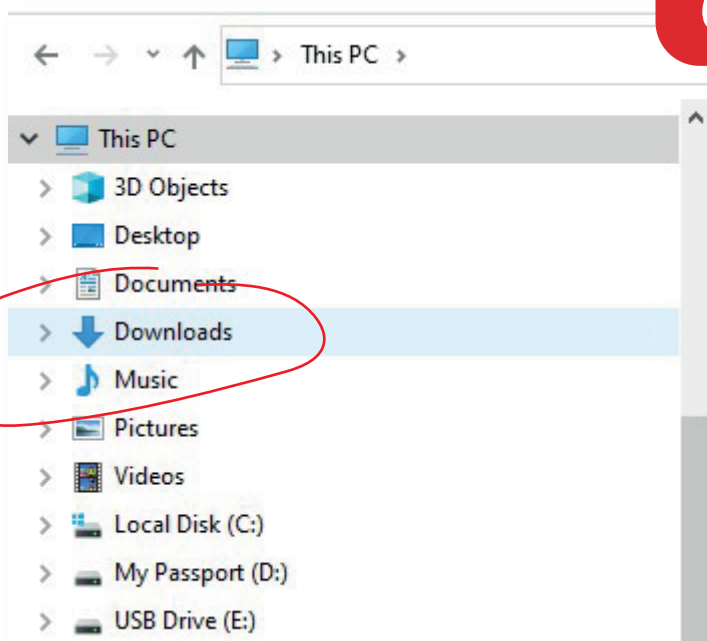 This PC
This PC
3D Objects
Desktop
Documents
Downloads
Music
Pictures
Videos
Local Disk (C:)
My Passport (D:)
USB Drive (E:)